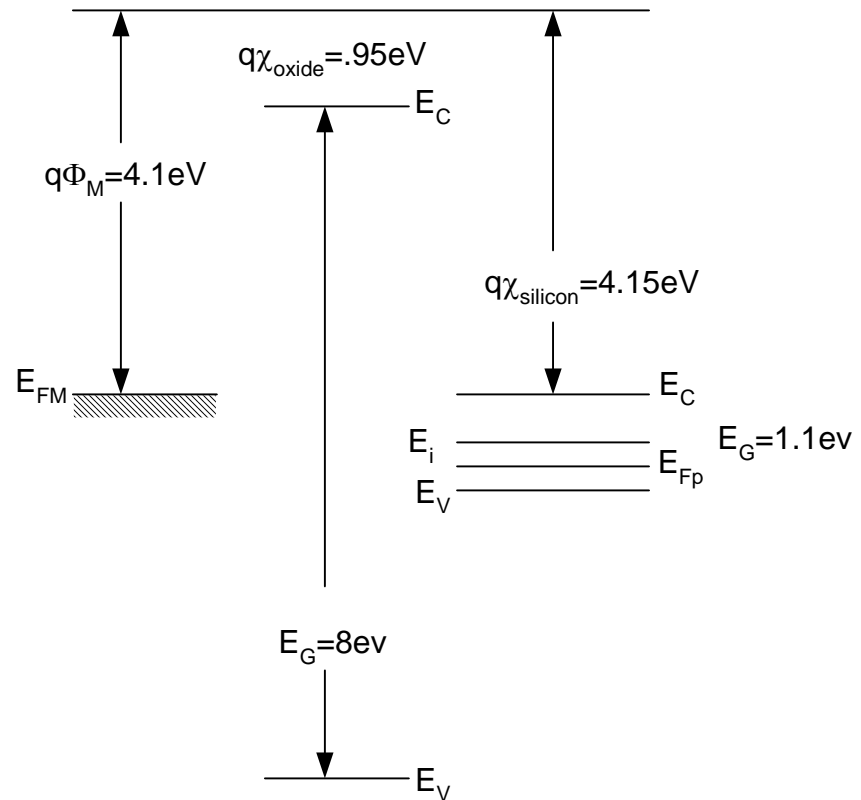 qχoxide=.95eV
EC
qΦM=4.1eV
qχsilicon=4.15eV
EFM
EC
Ei
EG=1.1ev
EFp
EV
EG=8ev
EV